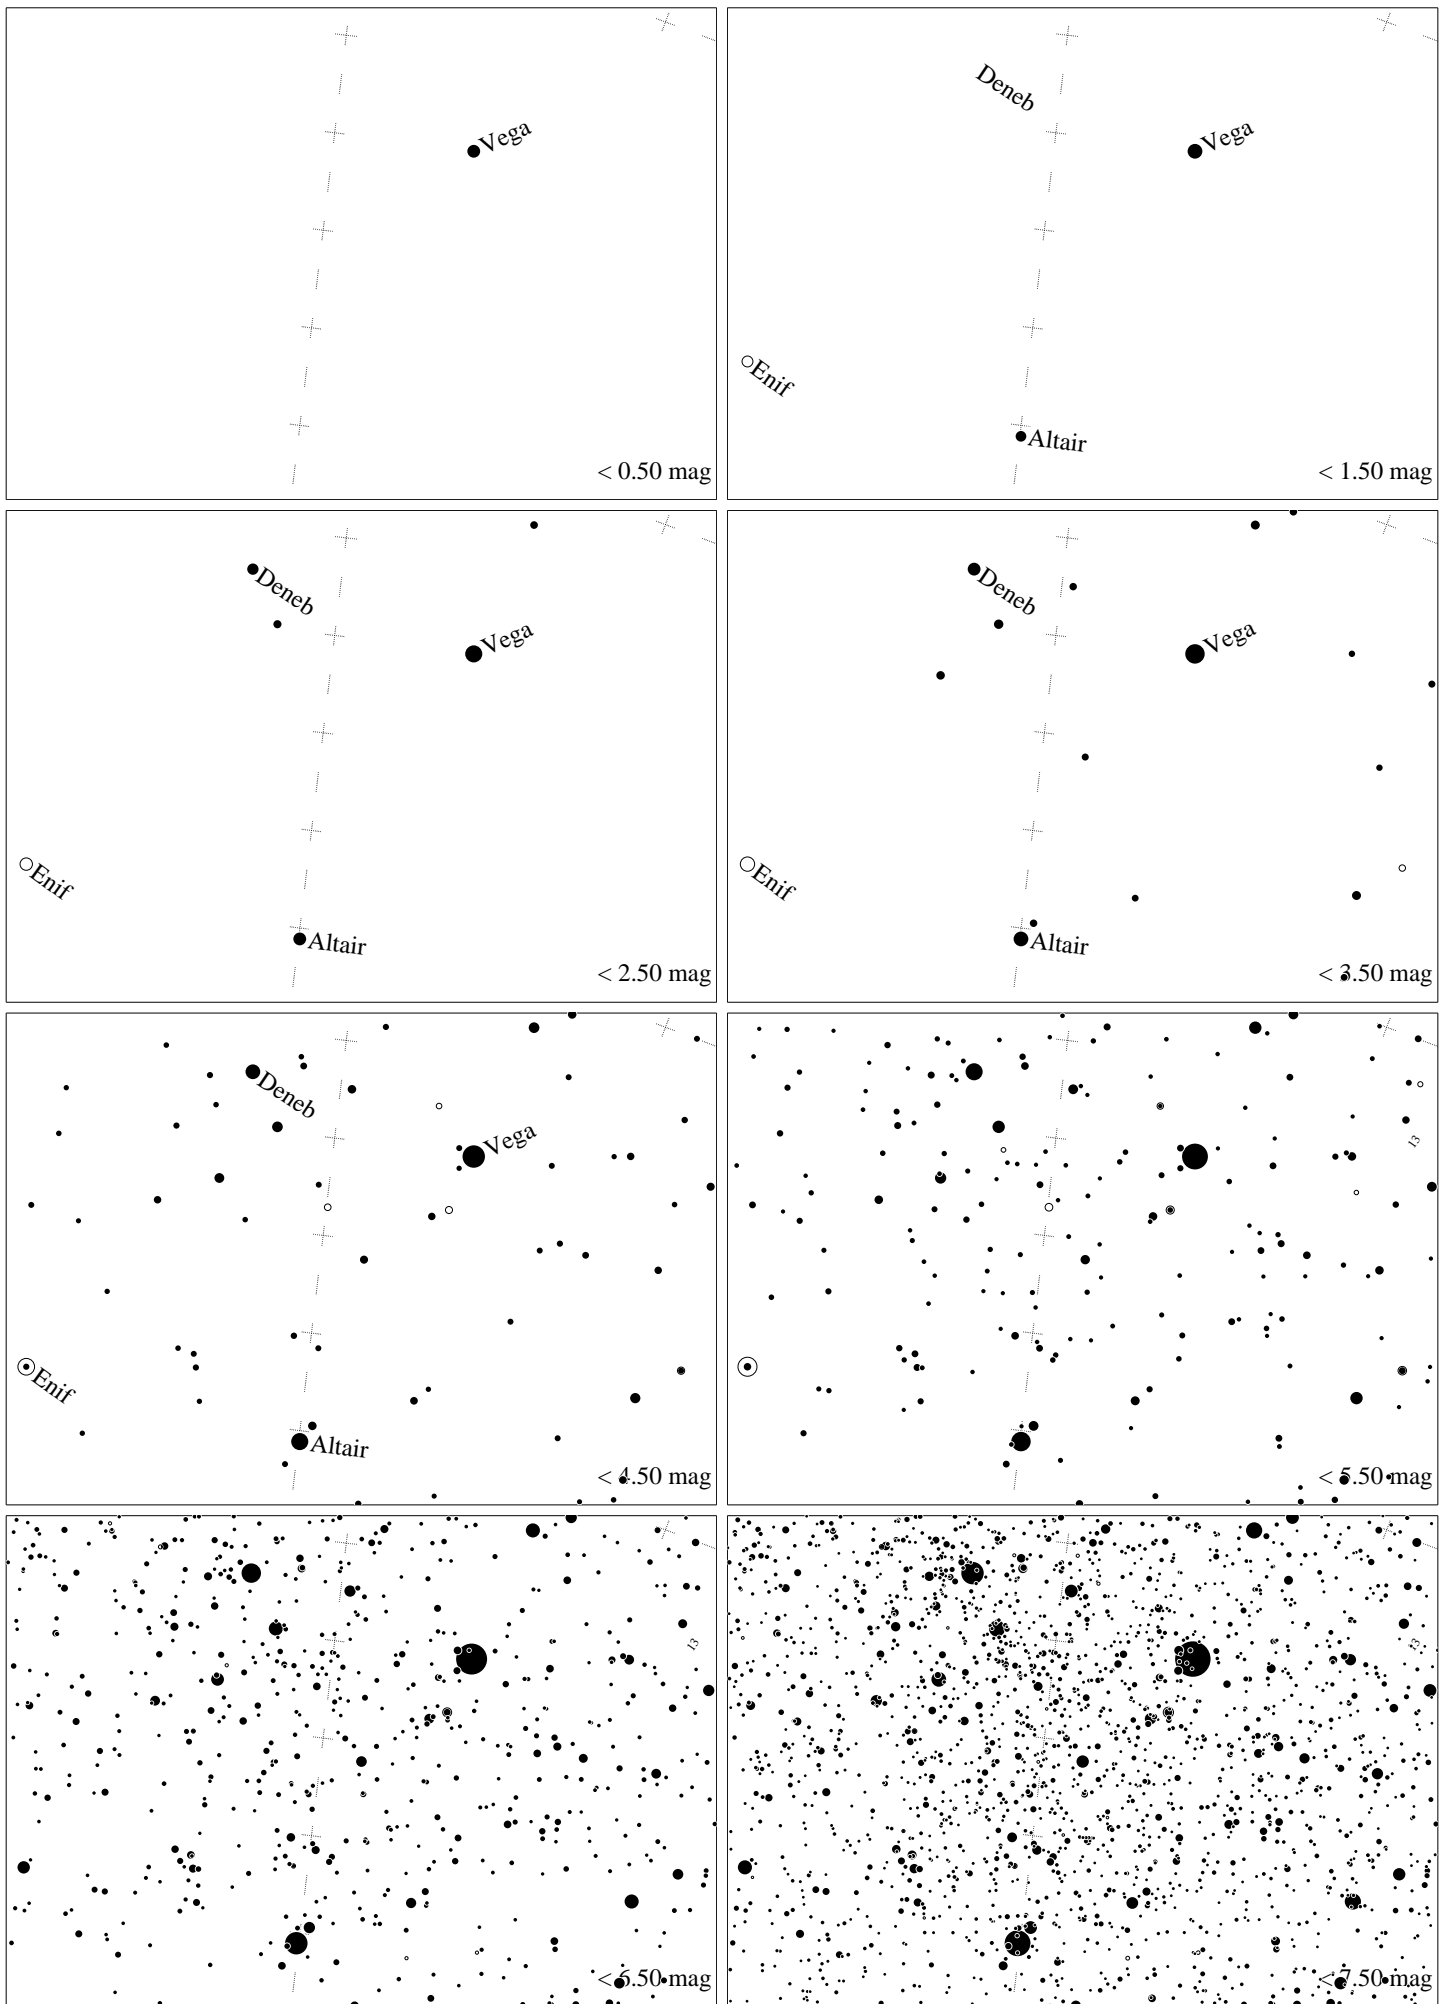 Vega
< 0.50 mag
Deneb
Vega
Enif
Altair
< 1.50 mag
Deneb
Vega
Enif
Altair
< 2.50 mag
Deneb
Vega
Enif
Altair
< 3.50 mag
Deneb
Vega
Enif
Altair
< 4.50 mag
13
< 5.50 mag
13
< 6.50 mag
13
< 7.50 mag